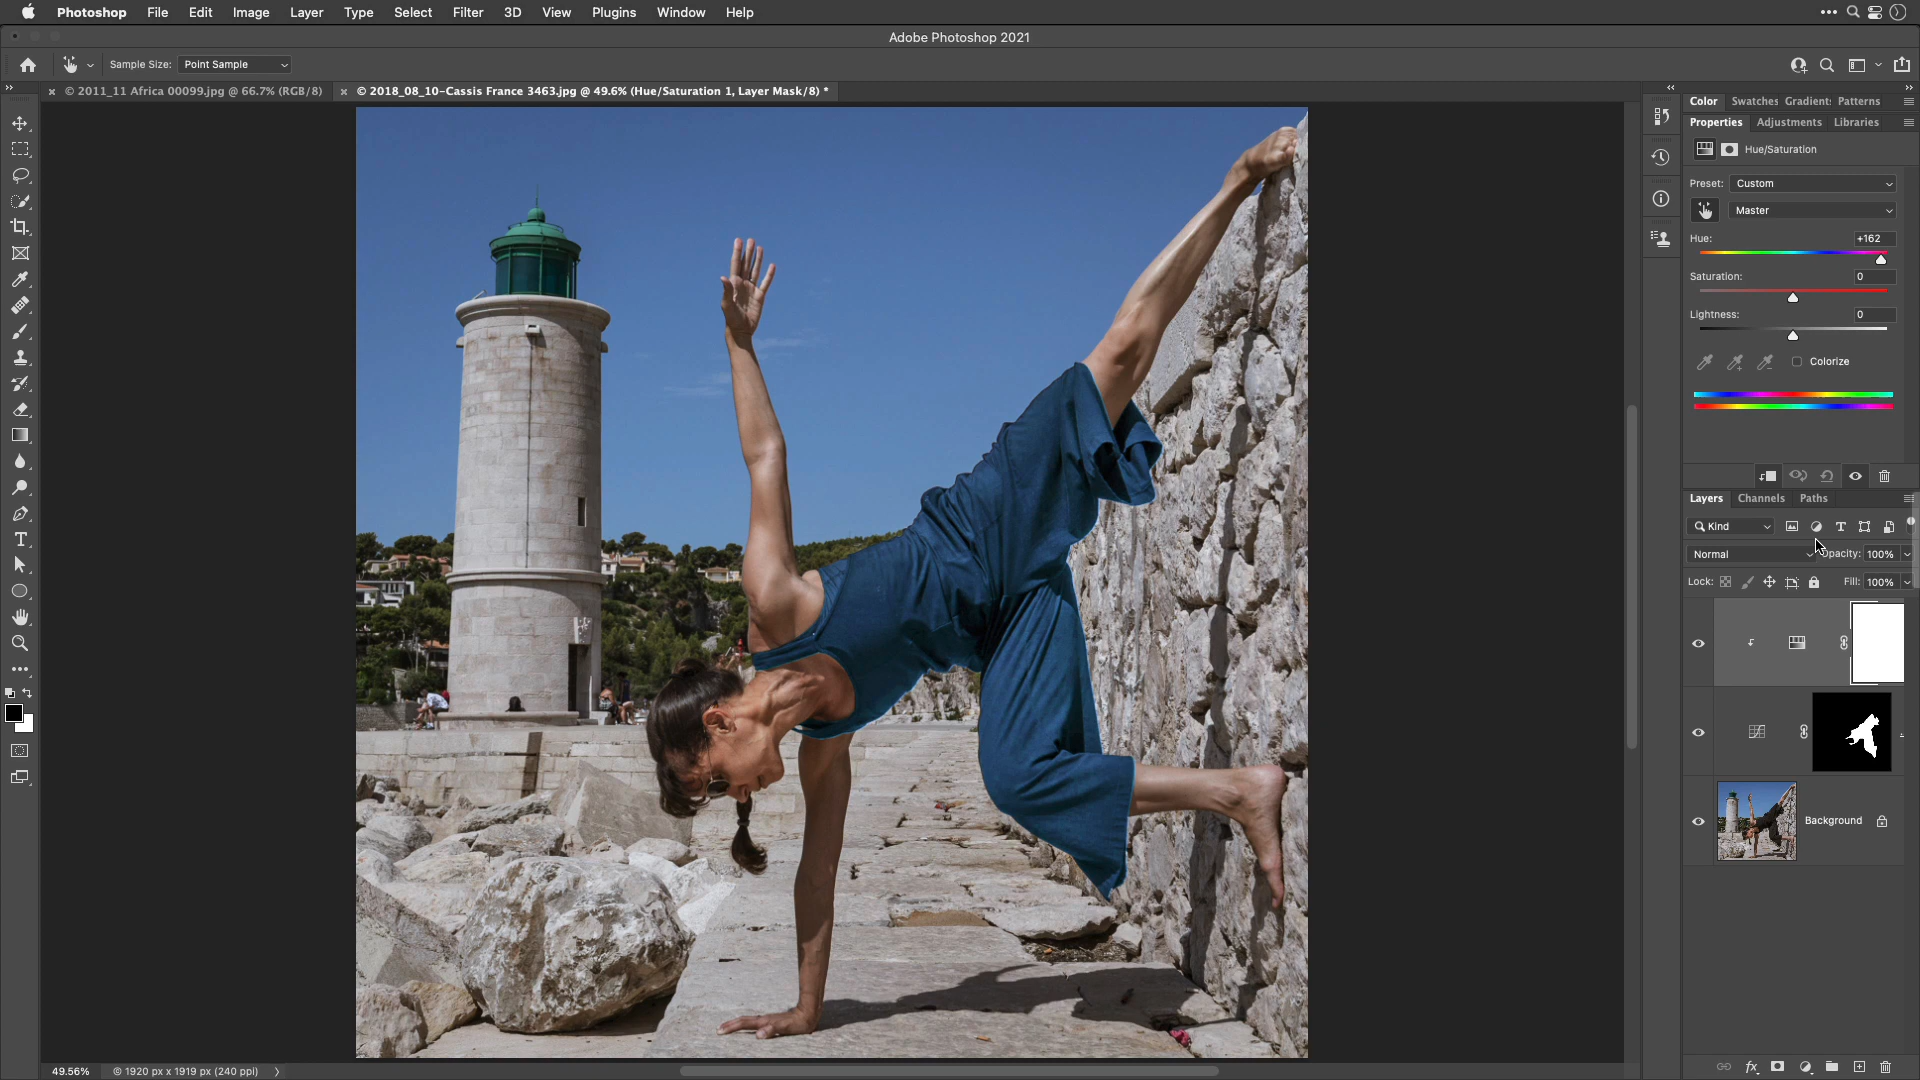 Photoshop File Edit Image Layer Type Select Filter 3D View Plugins Window Help
Adobe Photoshop 2021
Sample Size: Point Sample
© 2011_11 Africa 00099.jpg @ 66.7% (RGB/8)
© 2018_08_10-Cassis France 3463.jpg @ 49.6% (Hue/Saturation 1, Layer Mask/8) *
Color Swatches Gradient: Patterns
Properties Adjustments Libraries
Hue/Saturation
Preset: Custom
Master
Hue: +162
Saturation: 0
Lightness: 0
Colorize
Layers Channels Paths
Kind
Normal Opacity: 100%
Lock: Fill: 100%
Background
49.56% © 1920 px x 1919 px (240 ppi)